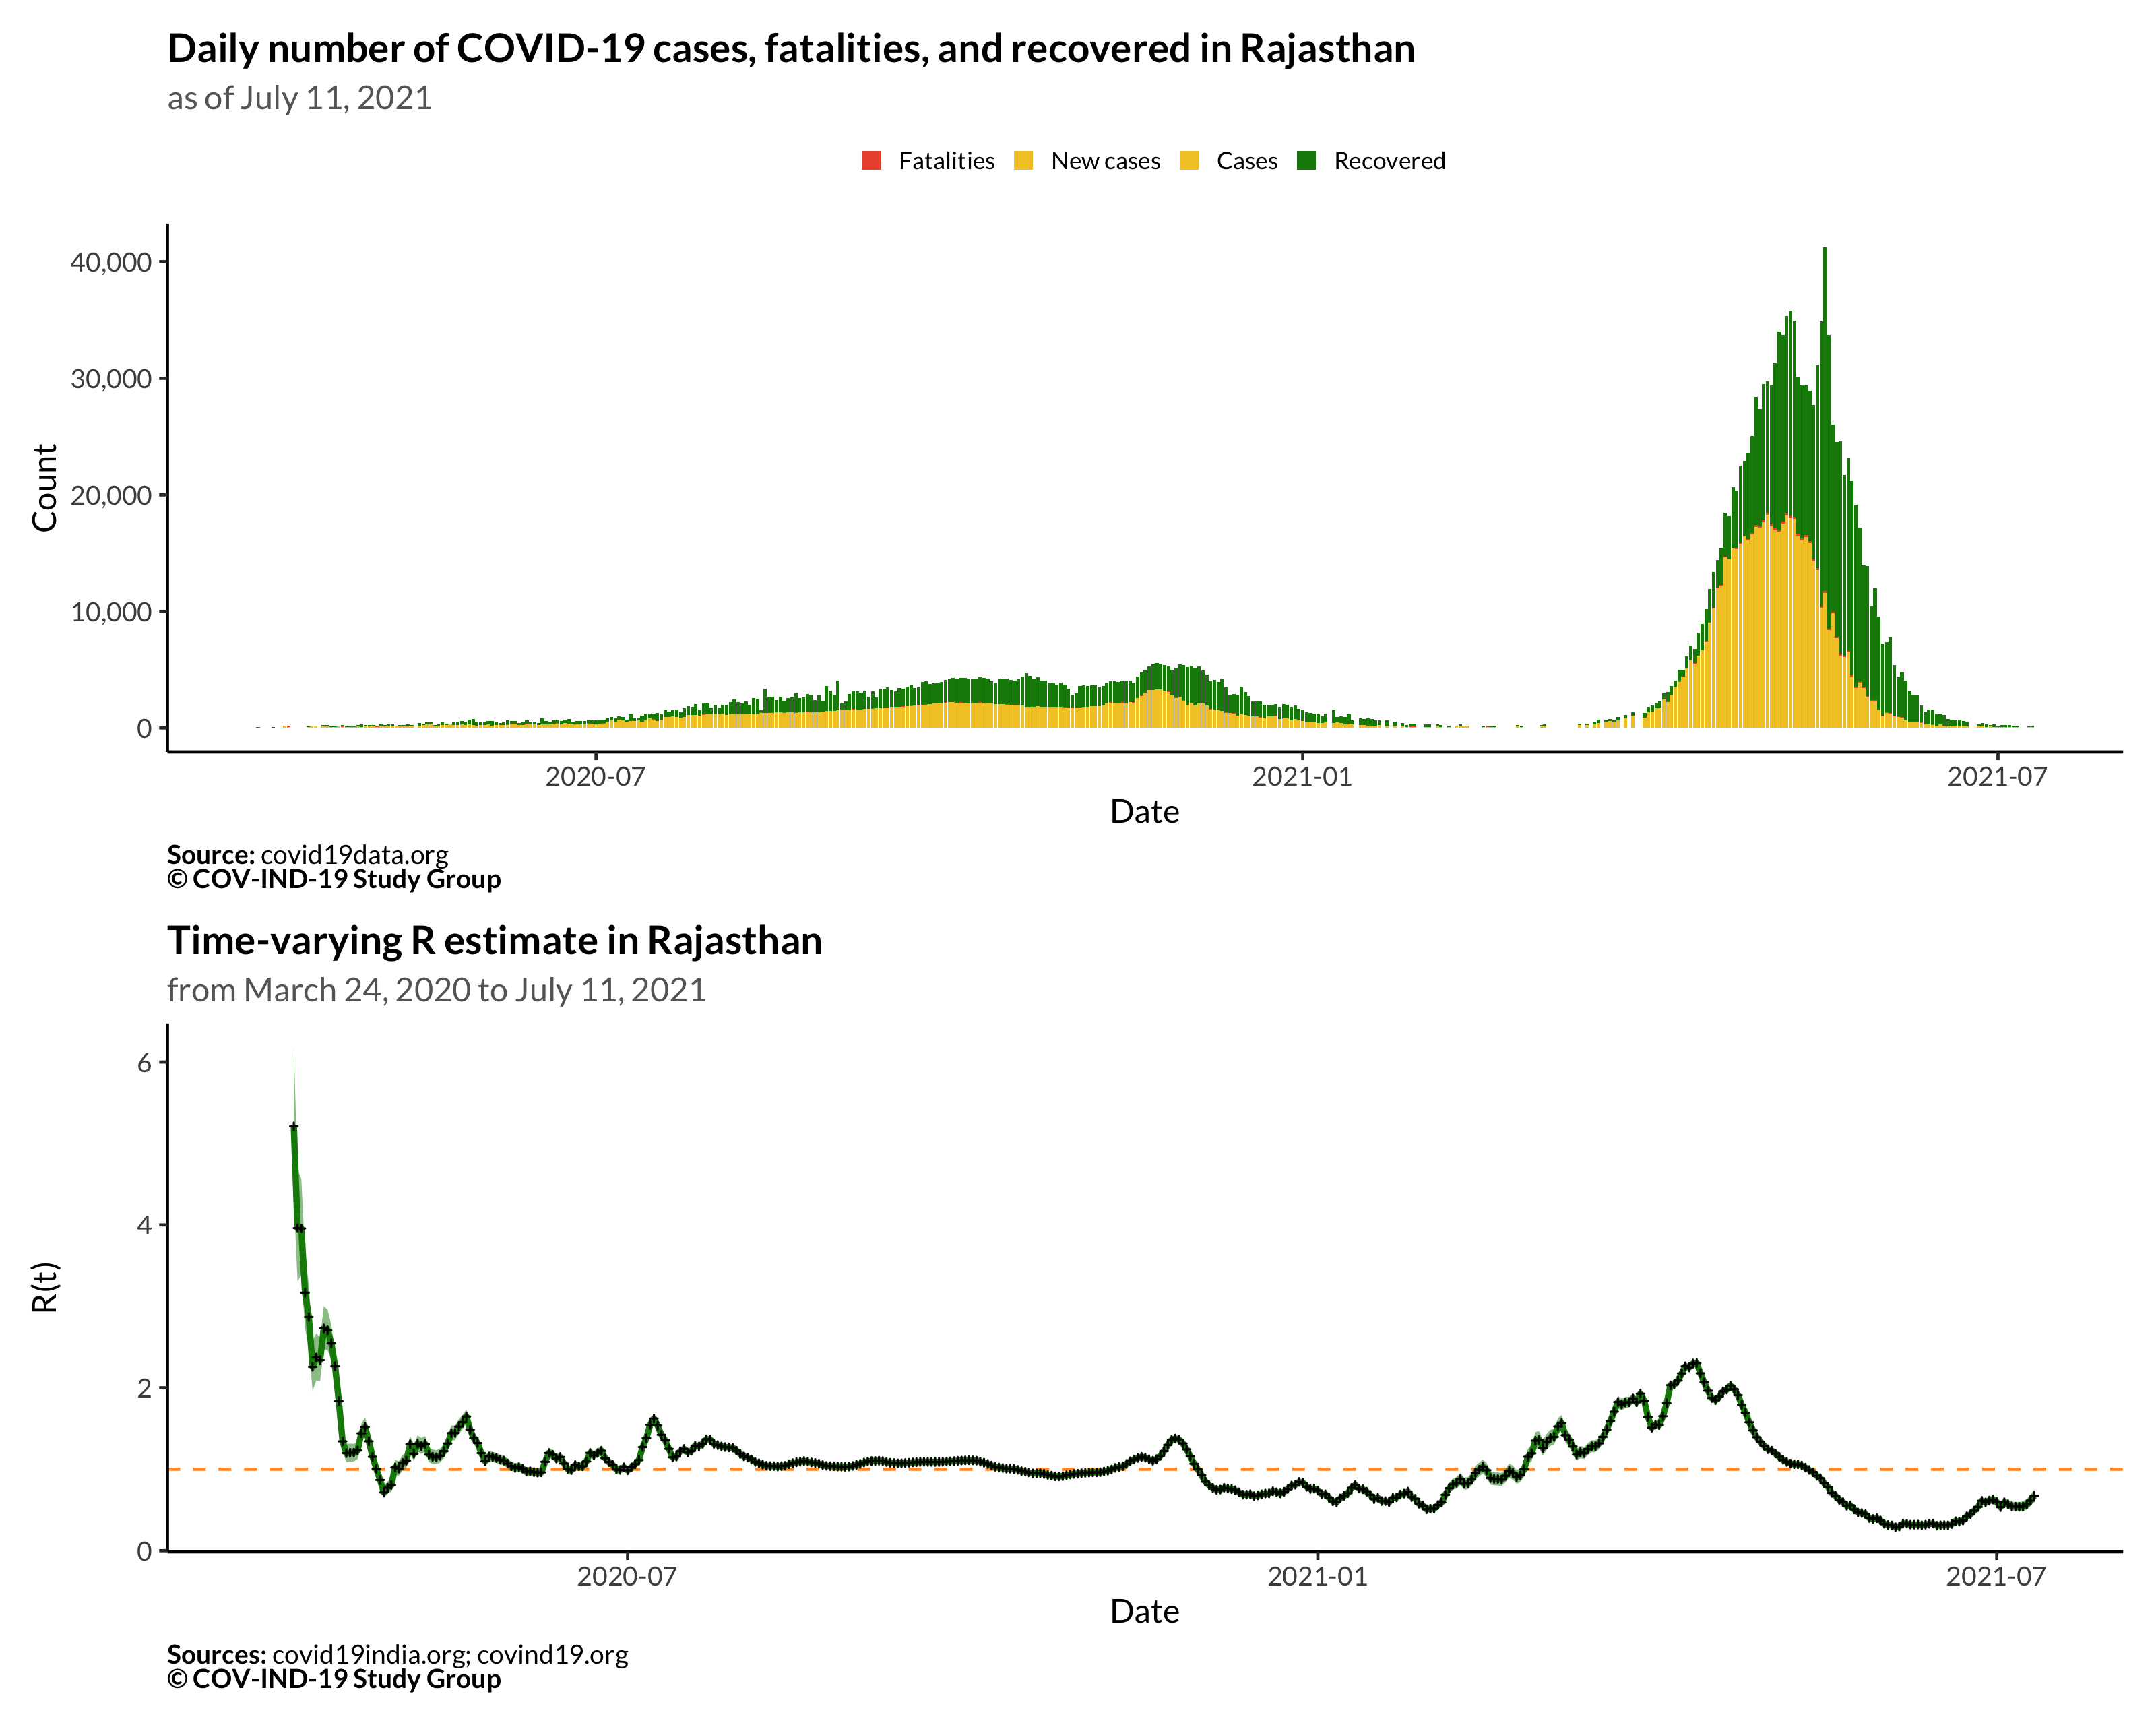 Daily number of COVID-19 cases, fatalities, and recovered in Rajasthan
as of July 11, 2021
Fatalities New cases Cases Recovered
40,000
30,000
20,000
10,000
0
Count
2020-07 2021-01 2021-07
Date
Source: covid19data.org
© COV-IND-19 Study Group
Time-varying R estimate in Rajasthan
from March 24, 2020 to July 11, 2021
6
4
2
0
R(t)
2020-07 2021-01 2021-07
Date
Sources: covid19india.org; covind19.org
© COV-IND-19 Study Group